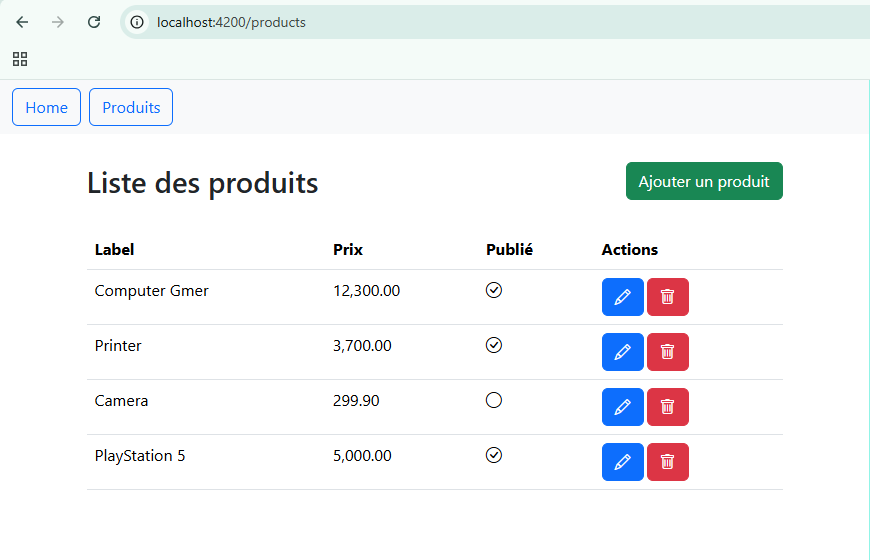 localhost:4200/products
Home Produits
Liste des produits Ajouter un produit
Label Prix Publié Actions
Computer Gmer 12,300.00
Printer 3,700.00
Camera 299.90
PlayStation 5 5,000.00